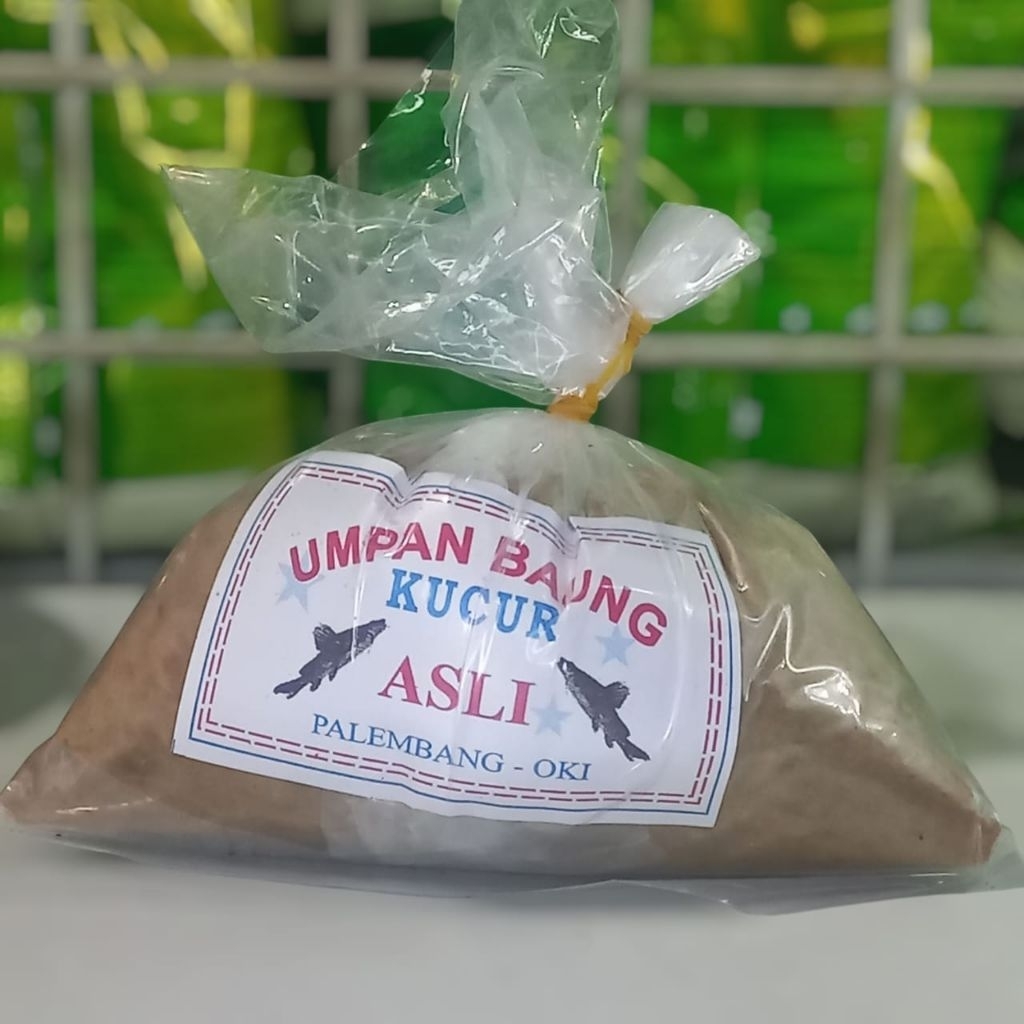 UMPAN BAUNG
KUCUR
ASLI
PALEMBANG - OKI